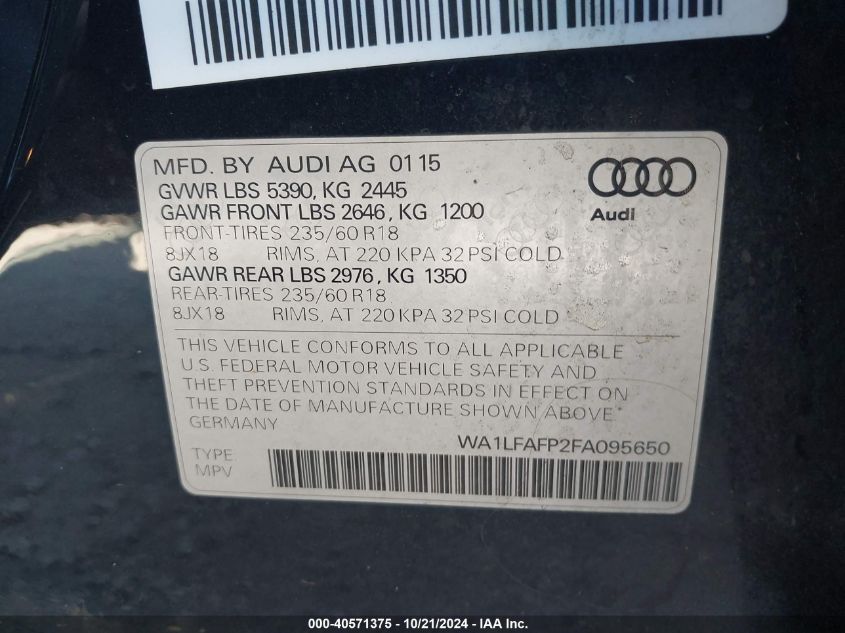 MFD. BY AUDI AG 01 15
GVWR LBS 5390, KG 2445
GAWR FRONT LBS 2646, KG 1200
FRONT-TIRES 235/60 R18
8JX18 RIMS, AT 220 KPA 32 PSI COLD
GAWR REAR LBS 2976, KG 1350
REAR-TIRES 235/60 R18
8JX18 RIMS, AT 220 KPA 32 PSI COLD
Audi
THIS VEHICLE CONFORMS TO ALL APPLICABLE
U.S. FEDERAL MOTOR VEHICLE SAFETY AND
THEFT PREVENTION STANDARDS IN EFFECT ON
THE DATE OF MANUFACTURE SHOWN ABOVE
GERMANY
WA1LFAFP2FA095650
TYPE
MPV
000-40571375 - 10/21/2024 - © IAA, Inc.